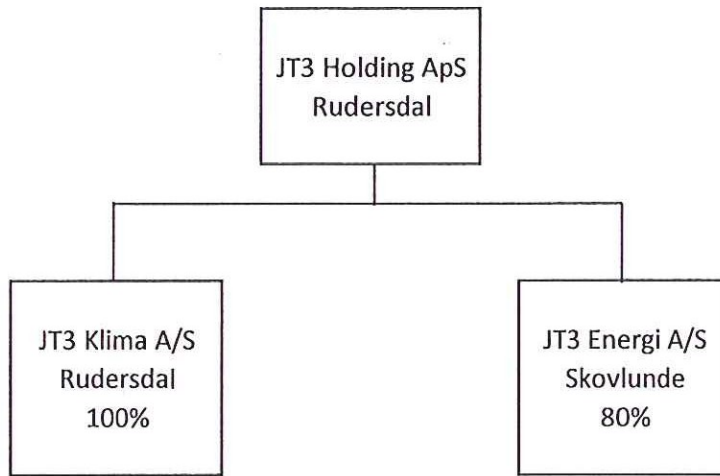 JT3 Holding ApS
Rudersdal
JT3 Klima A/S
Rudersdal
100%
JT3 Energi A/S
Skovlunde
80%